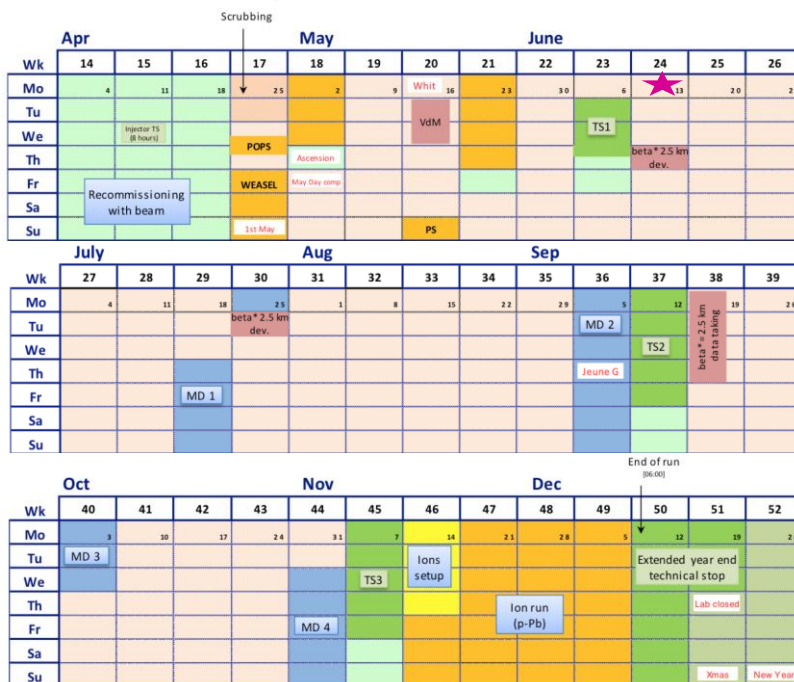 Scrubbing
Apr May June
Wk 14 15 16 17 18 19 20 21 22 23 24 25 26
Mo 4 11 18 25 2 9 Whit 16 23 30 6 13 20 2
Tu
VdM
TS1
We
Injector TS
(8 hours)
POPS
Th
Ascension
beta* 2.5 km
dev.
Fr
WEASEL
May Day comp
Recommissioning
with beam
Sa
Su
1st May
PS
July Aug Sep
Wk 27 28 29 30 31 32 33 34 35 36 37 38 39
Mo 4 11 18 25 1 8 15 22 29 5 12 19 2
beta* 2.5 km
dev.
Tu
MD 2
beta* = 2.5 km
data taking
We
TS2
Th
Jeune G
Fr
MD 1
Sa
Su
End of run
[06:00]
Oct Nov Dec
Wk 40 41 42 43 44 45 46 47 48 49 50 51 52
Mo 3 10 17 24 31 7 14 21 28 5 12 19 2
Tu
MD 3
Ions
setup
Extended year end
technical stop
We
TS3
Th
Ion run
(p-Pb)
Lab closed
Fr
MD 4
Sa
Su
Xmas
New Year